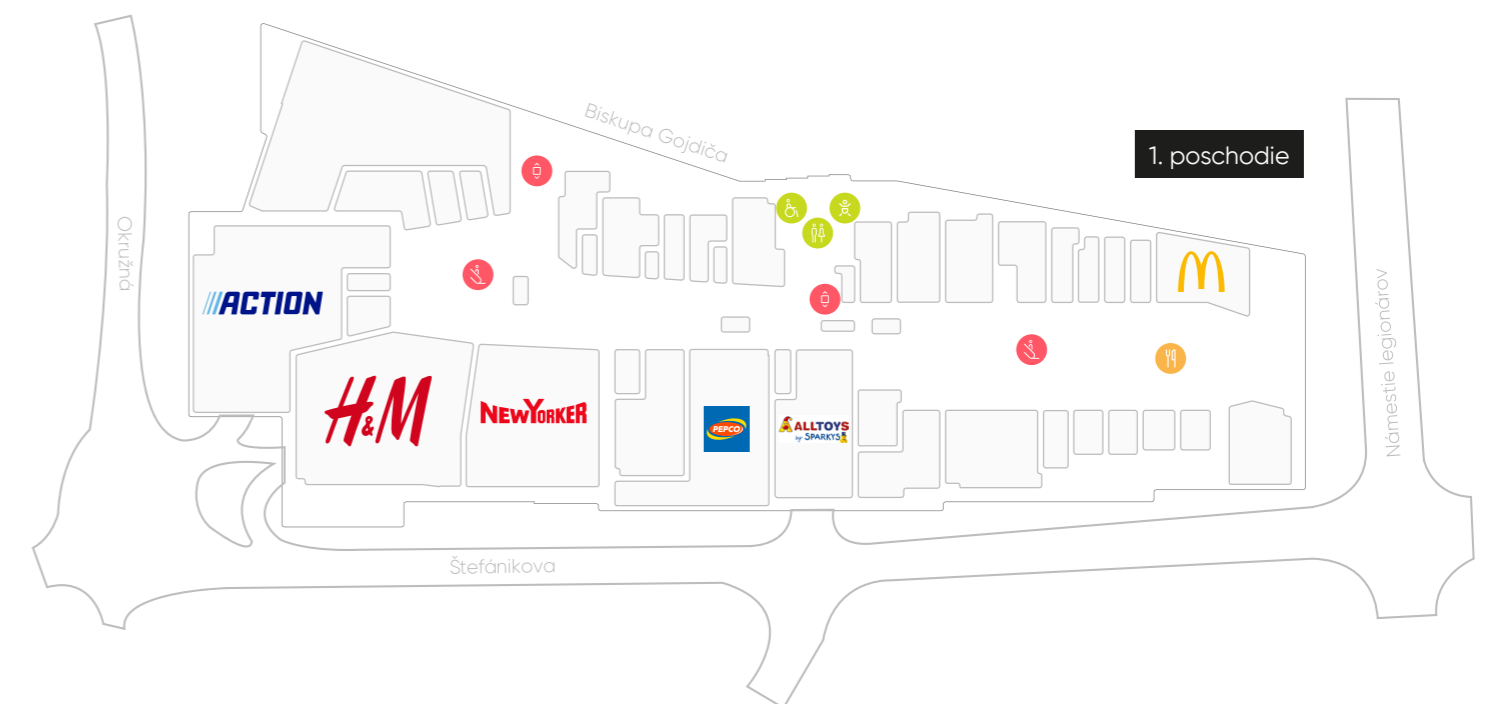 Biskupa Gojdiča
1. poschodie
Okružná
ACTION
H&M
NEWYORKER
PEPCO
ALLTOYS
by SPARKYS
Námestie legionárov
Štefánikova